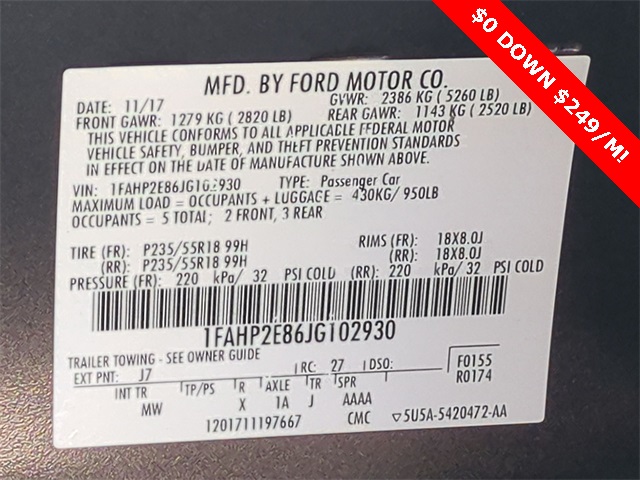 $0 DOWN $249/M!
MFD. BY FORD MOTOR CO.
DATE: 11/17 GVWR: 2386 KG ( 5260 LB)
FRONT GAWR: 1279 KG ( 2820 LB) REAR GAWR: 1143 KG ( 2520 LB)
THIS VEHICLE CONFORMS TO ALL APPLICABLE FEDERAL MOTOR
VEHICLE SAFETY, BUMPER, AND THEFT PREVENTION STANDARDS
IN EFFECT ON THE DATE OF MANUFACTURE SHOWN ABOVE.
VIN: 1FAHP2E86JG102930 TYPE: Passenger Car
MAXIMUM LOAD = OCCUPANTS + LUGGAGE = 430KG/ 950LB
OCCUPANTS = 5 TOTAL; 2 FRONT, 3 REAR
TIRE (FR): P235/55R18 99H RIMS (FR): 18X8.0J
(RR): P235/55R18 99H (RR): 18X8.0J
PRESSURE (FR): 220 kPa/ 32 PSI COLD (RR): 220 kPa/ 32 PSI COLD
1FAHP2E86JG102930
TRAILER TOWING - SEE OWNER GUIDE
EXT PNT: J7 RC: 27 DSO: F0155
R0174
INT TR TP/PS R AXLE TR SPR
MW X 1A J AAAA
1201711197667 CMC ▽5U5A-5420472-AA